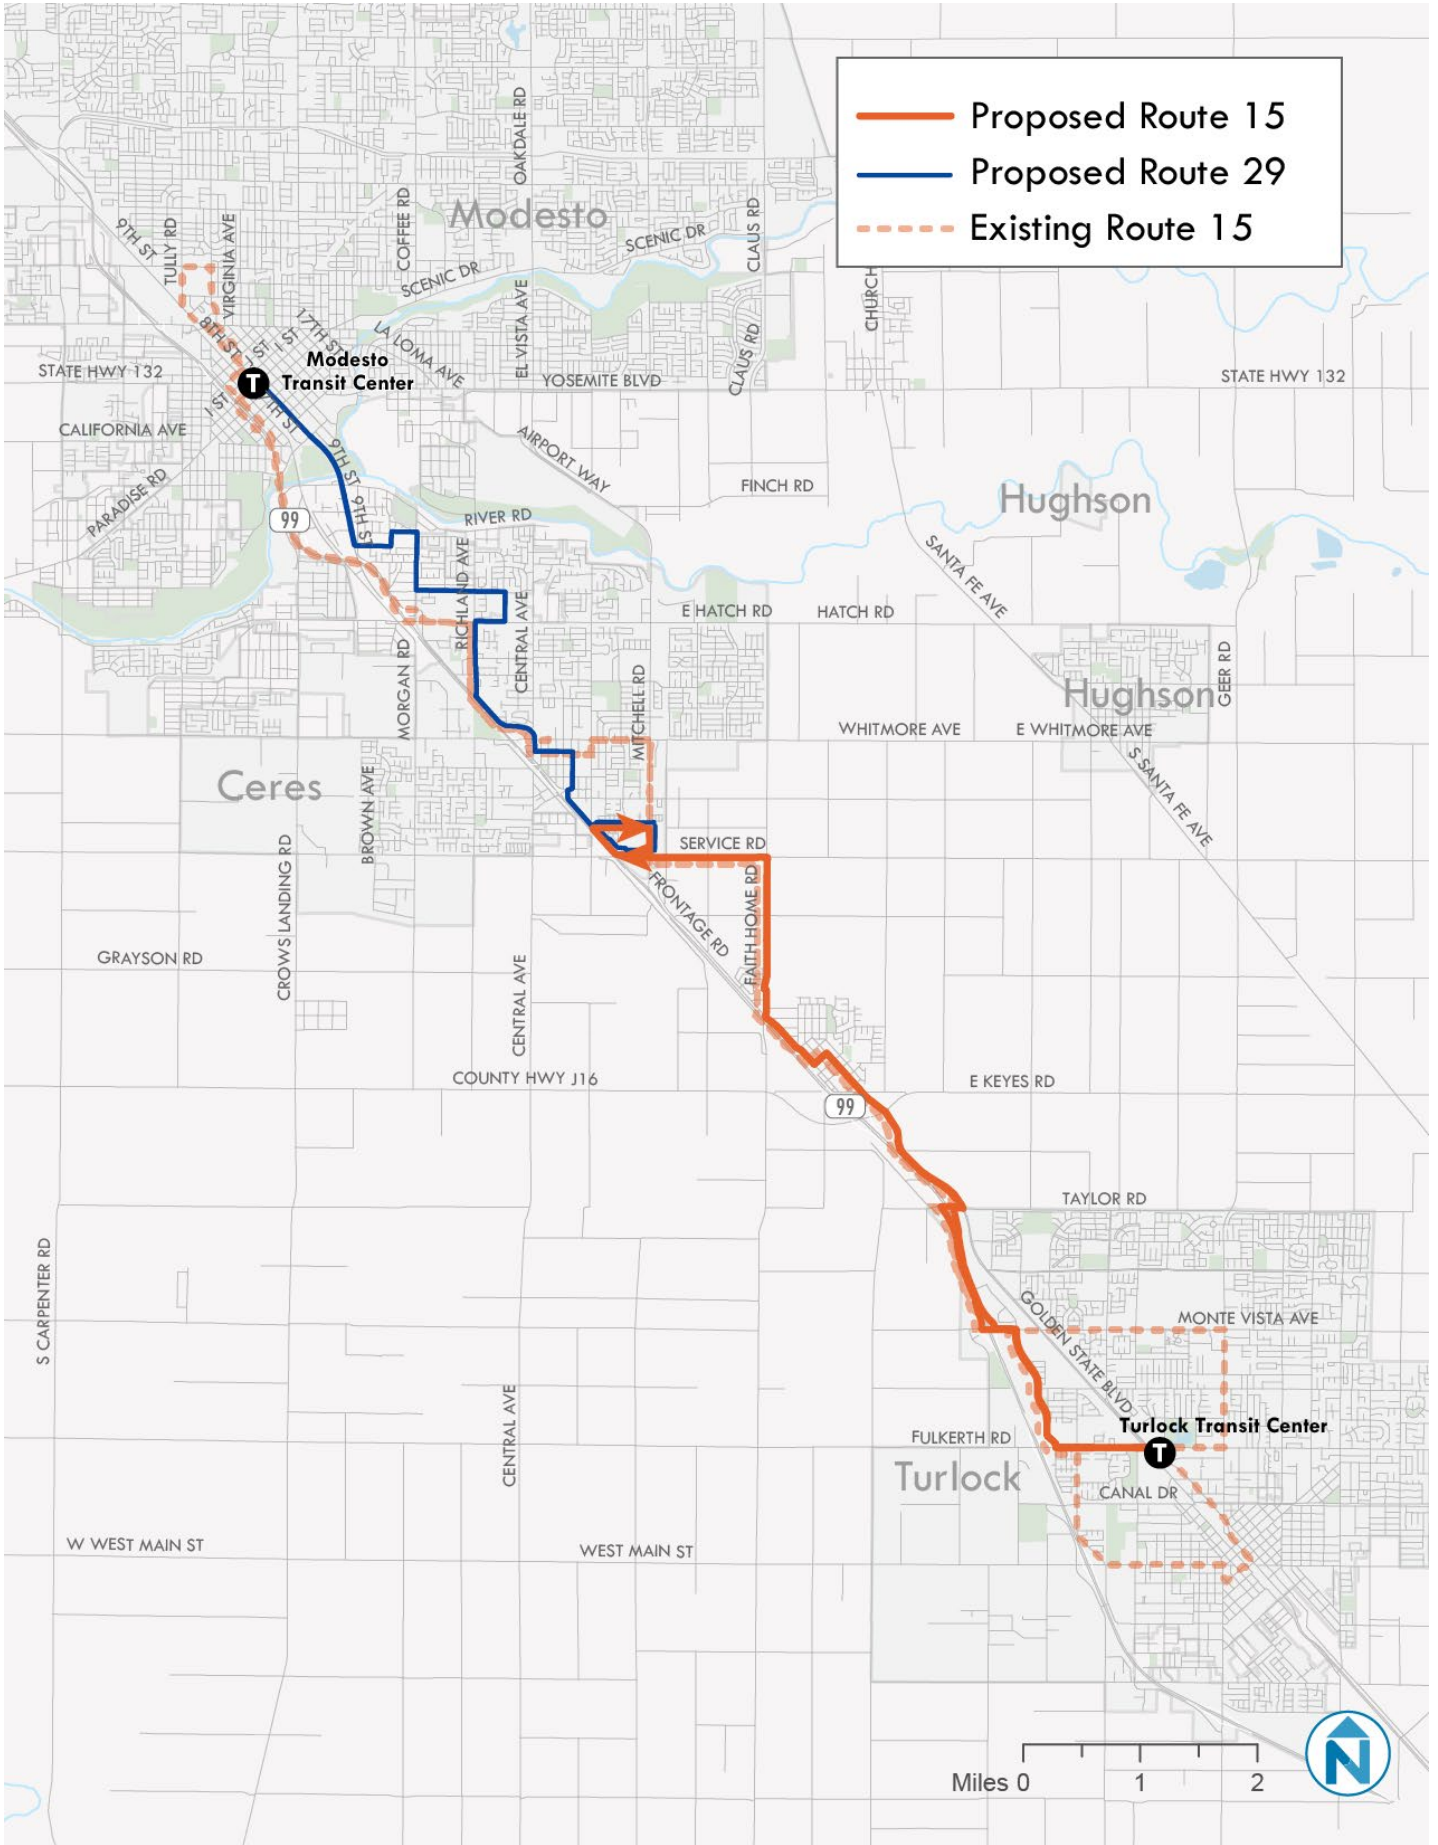 Proposed Route 15
Proposed Route 29
Existing Route 15
OAKDALE RD
COFFEE RD
Modesto
SCENIC DR
CLAUS RD
9TH ST
TULLY RD
VIRGINIA AVE
SCENIC DR
EL VISTA AVE
CHURCH
8TH ST
I ST
17TH ST
LA LOMA AVE
CLAUS RD
Modesto
Transit Center
T
STATE HWY 132
YOSEMITE BLVD
STATE HWY 132
I ST
CALIFORNIA AVE
9TH ST
AIRPORT WAY
PARADISE RD
FINCH RD
Hughson
99
9TH ST
RIVER RD
SANTA FE AVE
RICHLAND AVE
CENTRAL AVE
E HATCH RD
HATCH RD
MORGAN RD
MITCHELL RD
Hughson
GEER RD
WHITMORE AVE
E WHITMORE AVE
S SANTA FE AVE
Ceres
BROWN AVE
CROWS LANDING RD
SERVICE RD
FRONTAGE RD
FAITH HOME RD
GRAYSON RD
CENTRAL AVE
COUNTY HWY J16
E KEYES RD
99
TAYLOR RD
S CARPENTER RD
GOLDEN STATE BLVD
MONTE VISTA AVE
CENTRAL AVE
Turlock Transit Center
T
FULKERTH RD
Turlock
CANAL DR
W WEST MAIN ST
WEST MAIN ST
Miles 0
1
2
N